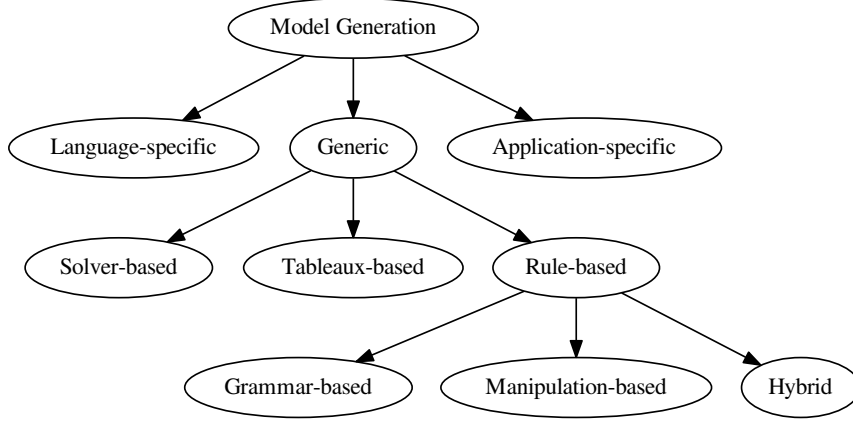 Model Generation
Language-specific
Generic
Application-specific
Solver-based
Tableaux-based
Rule-based
Grammar-based
Manipulation-based
Hybrid